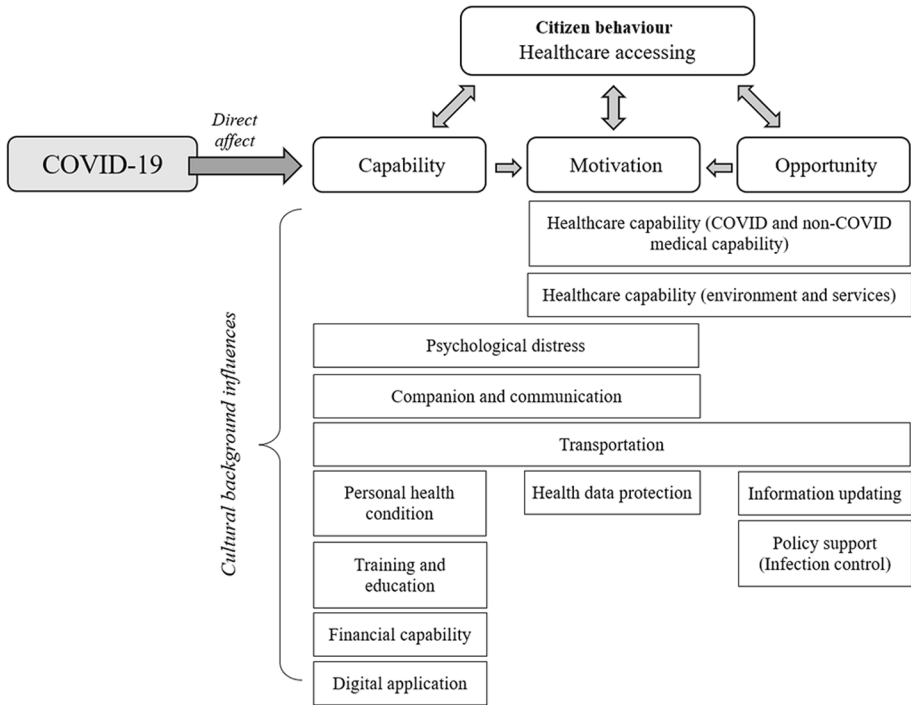 Citizen behaviour
Healthcare accessing
Direct
affect
COVID-19
Capability
Motivation
Opportunity
Cultural background influences
Healthcare capability (COVID and non-COVID
medical capability)
Healthcare capability (environment and services)
Psychological distress
Companion and communication
Transportation
Personal health
condition
Health data protection
Information updating
Training and
education
Policy support
(Infection control)
Financial capability
Digital application